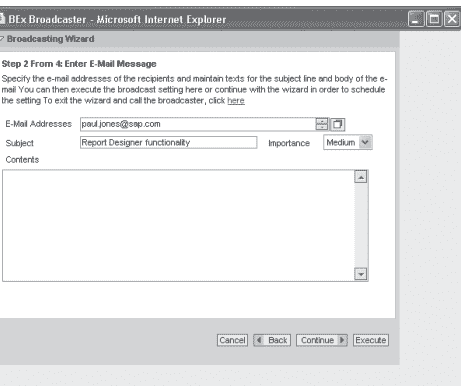 BEx Broadcaster - Microsoft Internet Explorer
Broadcasting Wizard
Step 2 From 4: Enter E-Mail Message
Specify the e-mail addresses of the recipients and maintain texts for the subject line and body of the e-
mail You can then execute the broadcast setting here or continue with the wizard in order to schedule
the setting To exit the wizard and call the broadcaster, click here
E-Mail Addresses paul.jones@sap.com
Subject Report Designer functionality Importance Medium
Contents
Cancel Back Continue Execute